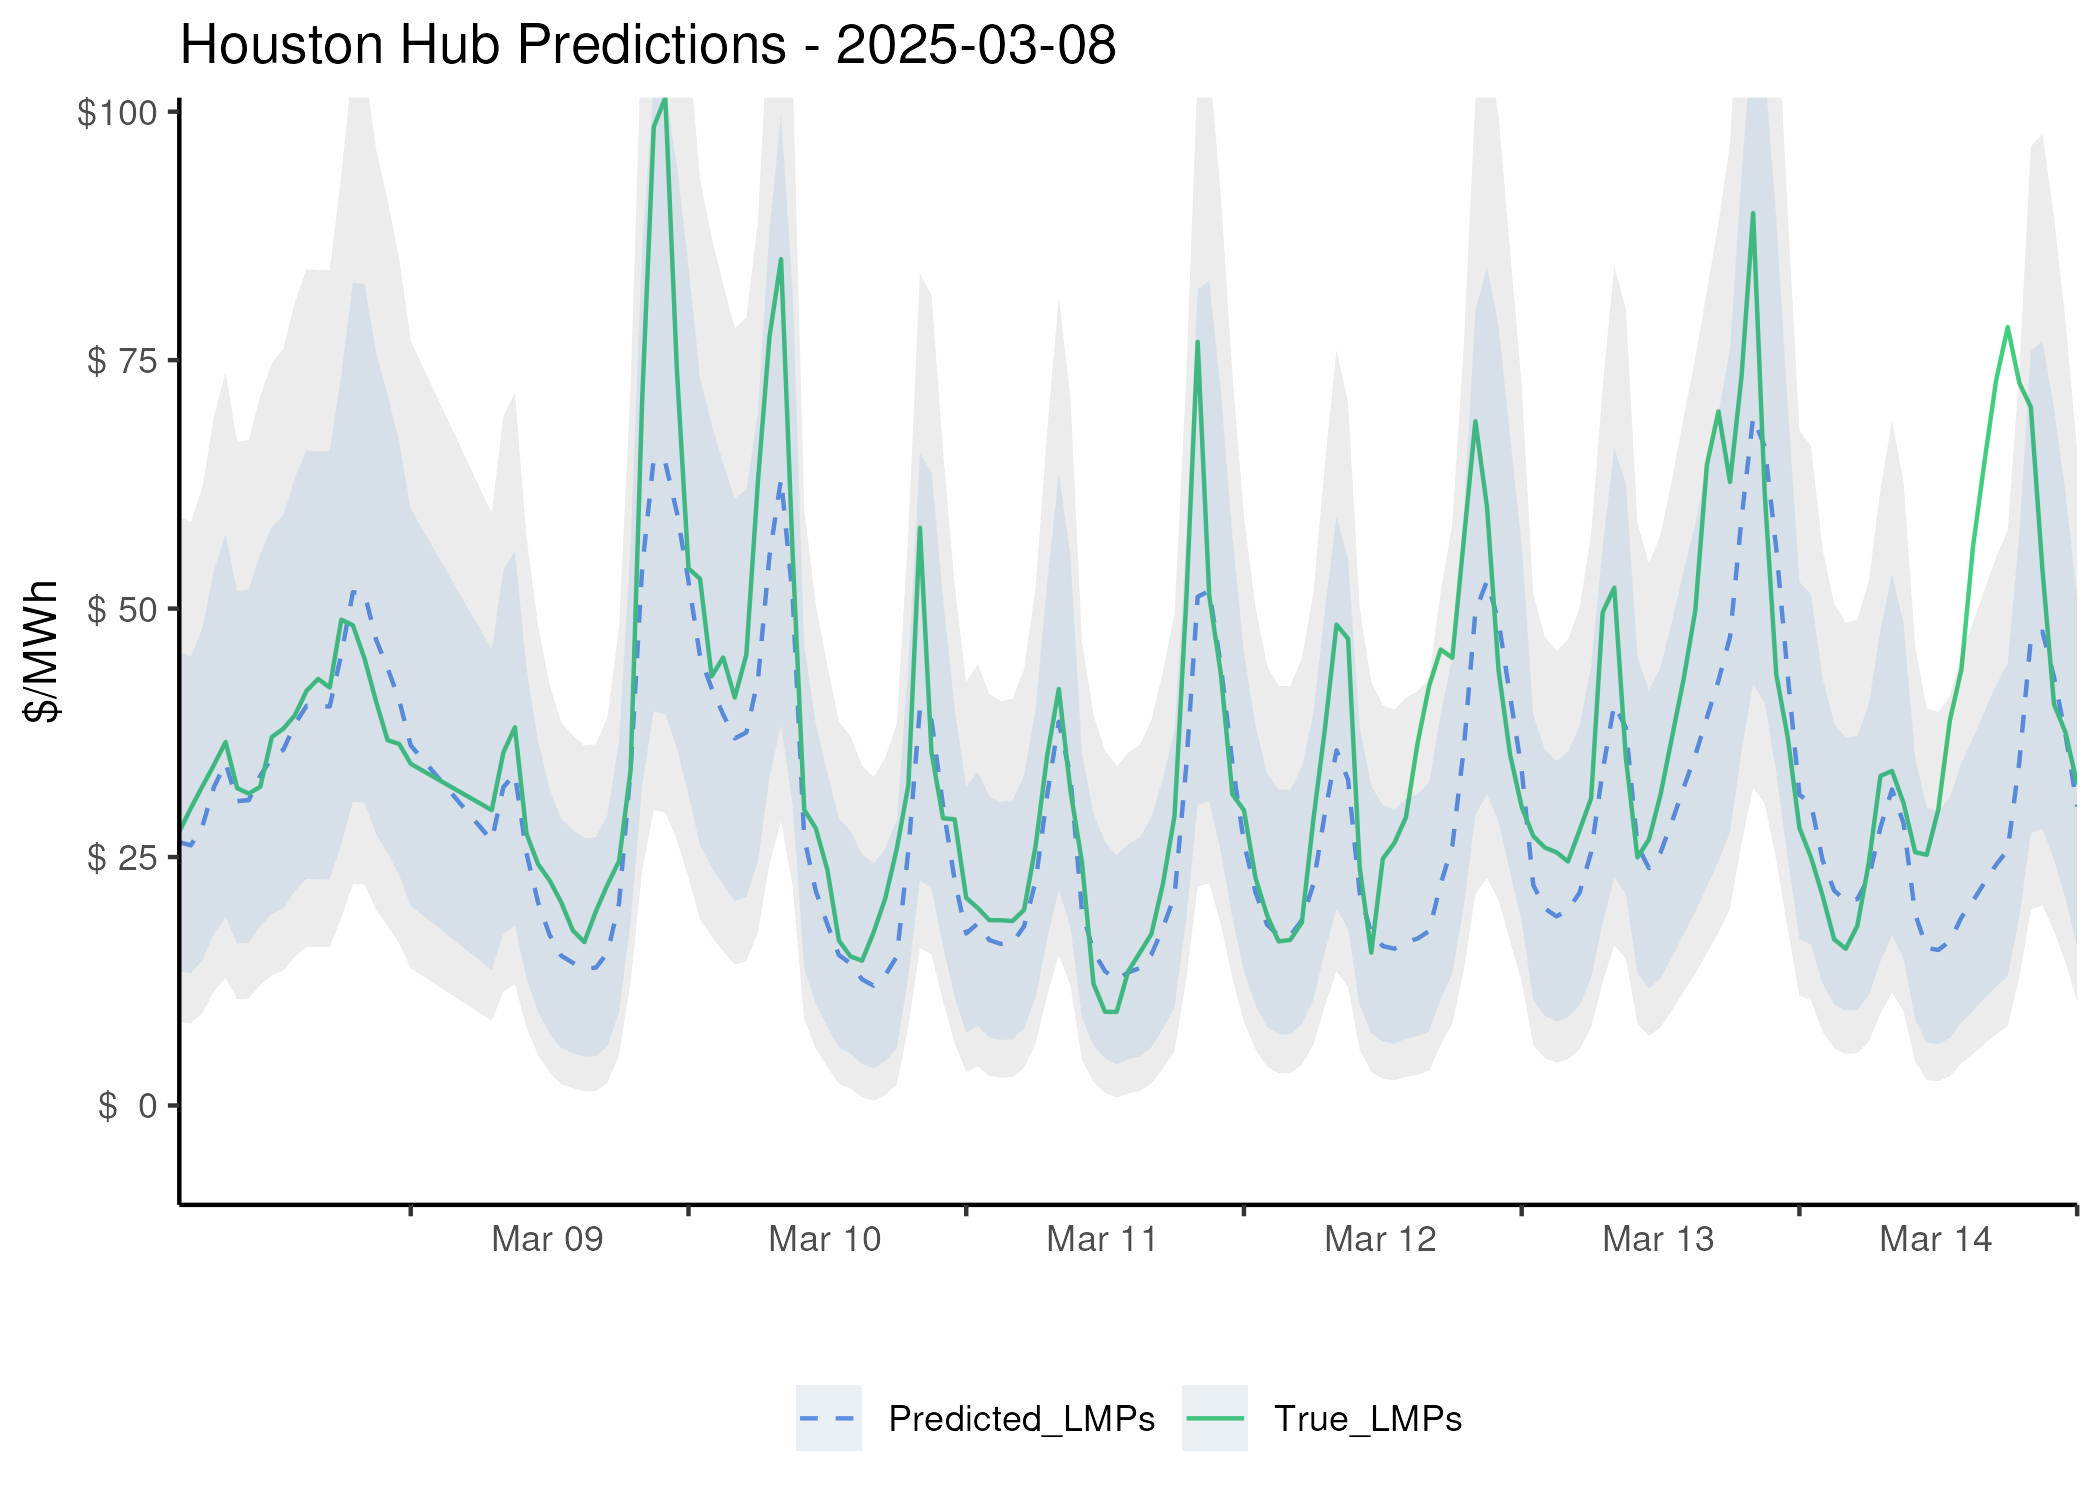 Houston Hub Predictions - 2025-03-08
$100
$ 75
$ 50
$ 25
$ 0
$/MWh
Mar 09 Mar 10 Mar 11 Mar 12 Mar 13 Mar 14
Predicted_LMPs True_LMPs